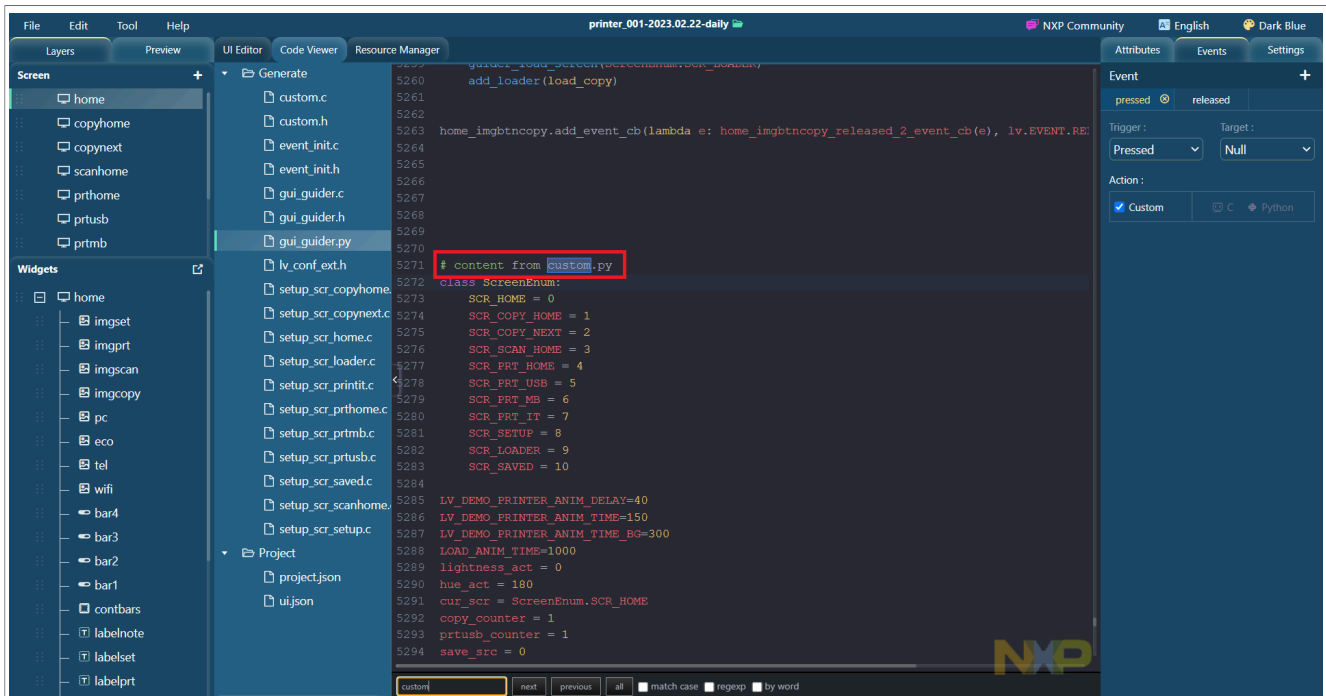 File Edit Tool Help
printer_001-2023.02.22-daily
NXP Community English Dark Blue
Layers Preview
UI Editor Code Viewer Resource Manager
Attributes Events Settings
Screen +
home
copyhome
copynext
scanhome
prthome
prtusb
prtmb
Widgets
home
imgset
imgprt
imgscan
imgcopy
pc
eco
tel
wifi
bar4
bar3
bar2
bar1
contbars
labelnote
labelset
labelprt
Generate
custom.c
custom.h
event_init.c
event_init.h
gui_guider.c
gui_guider.h
gui_guider.py
lv_conf_ext.h
setup_scr_copyhome.
setup_scr_copynext.c
setup_scr_home.c
setup_scr_loader.c
setup_scr_printit.c
setup_scr_prthome.c
setup_scr_prtmb.c
setup_scr_prtusb.c
setup_scr_saved.c
setup_scr_scanhome.
setup_scr_setup.c
Project
project.json
ui.json
5259 guider_load_screen(ScreenEnum.SCR_LOADER)
5260 add_loader(load_copy)
5261
5262
5263 home_imgbtncopy.add_event_cb(lambda e: home_imgbtncopy_released_2_event_cb(e), lv.EVENT.REL
5264
5265
5266
5267
5268
5269
5270
5271 # content from custom.py
5272 class ScreenEnum:
5273 SCR_HOME = 0
5274 SCR_COPY_HOME = 1
5275 SCR_COPY_NEXT = 2
5276 SCR_SCAN_HOME = 3
5277 SCR_PRT_HOME = 4
5278 SCR_PRT_USB = 5
5279 SCR_PRT_MB = 6
5280 SCR_PRT_IT = 7
5281 SCR_SETUP = 8
5282 SCR_LOADER = 9
5283 SCR_SAVED = 10
5284
5285 LV_DEMO_PRINTER_ANIM_DELAY=40
5286 LV_DEMO_PRINTER_ANIM_TIME=150
5287 LV_DEMO_PRINTER_ANIM_TIME_BG=300
5288 LOAD_ANIM_TIME=1000
5289 lightness_act = 0
5290 hue_act = 180
5291 cur_scr = ScreenEnum.SCR_HOME
5292 copy_counter = 1
5293 prtusb_counter = 1
5294 save_src = 0
NXP
custom next previous all match case regexp by word
Event +
pressed released
Trigger : Target :
Pressed Null
Action :
Custom C Python